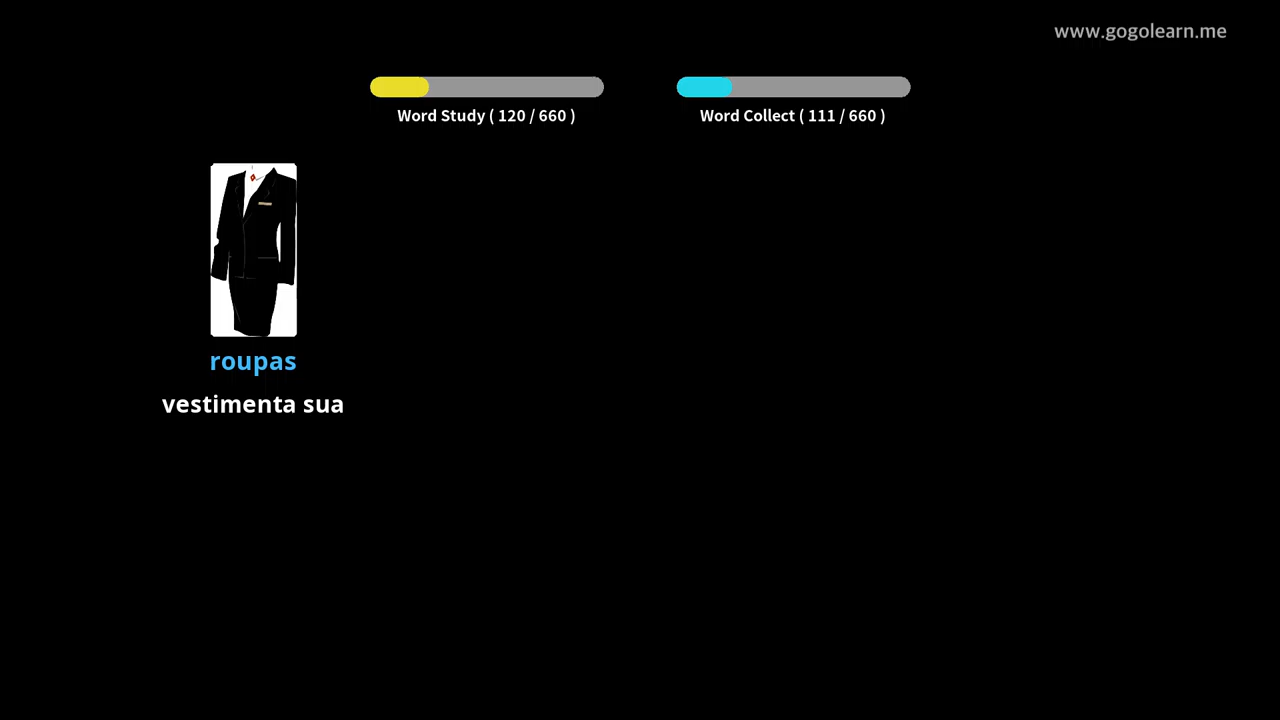 www.gogolearn.me
Word Study ( 120 / 660 )
Word Collect ( 111 / 660 )
roupas
vestimenta sua